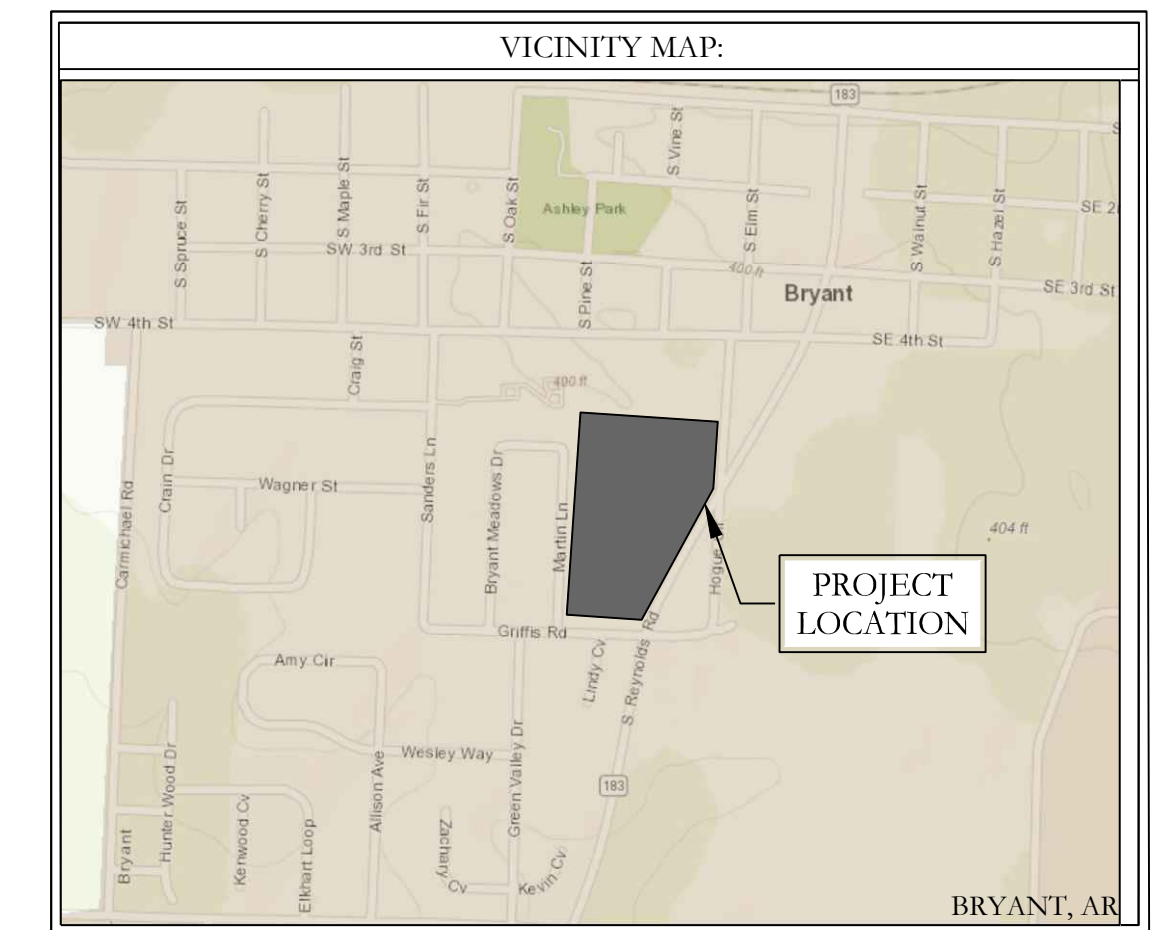 VICINITY MAP:
183
S Vine St
S Maple St
S Cherry St
S Fir St
S Oak St
S Spruce St
Ashley Park
S Elm St
S Walnut St
S Hazel St
SE 2
SW 3rd St
400 ft
S Pine St
Bryant
SE 3rd St
SW 4th St
SE 4th St
Craig St
400 ft
Crain Dr
Wagner St
Sanders Ln
Bryant Meadows Dr
Martin Ln
Carmichael Rd
404 ft
Hogue
PROJECT
LOCATION
Griffis Rd
Lindy Cv
S Reynolds Rd
Amy Cir
Wesley Way
Green Valley Dr
Allison Ave
Hunter Wood Dr
183
Bryant
Kenwood Cv
Elkhart Loop
Zachary
Cv
Kevin Cv
BRYANT, AR